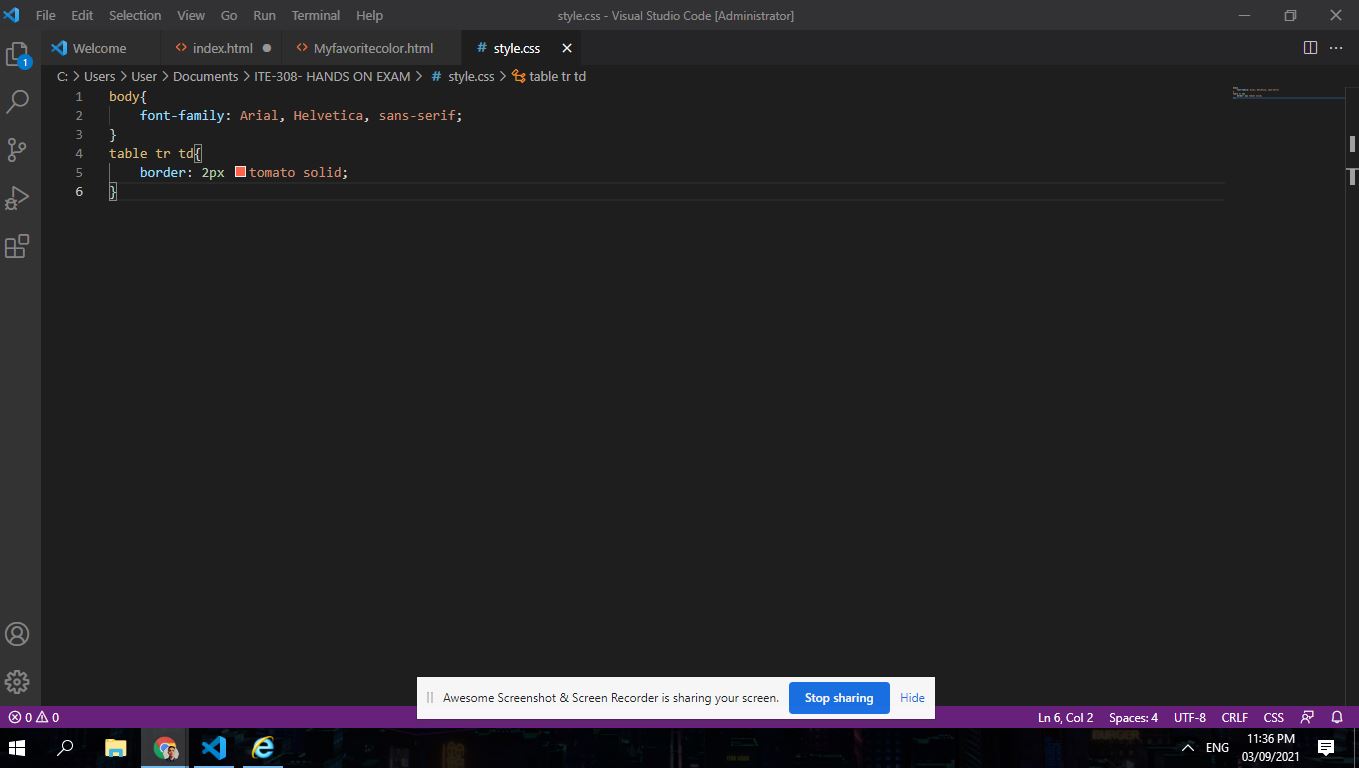 File Edit Selection View Go Run Terminal Help
style.css - Visual Studio Code [Administrator]
Welcome
index.html
Myfavoritecolor.html
# style.css
C: > Users > User > Documents > ITE-308- HANDS ON EXAM > # style.css > table tr td
1 body{
2 font-family: Arial, Helvetica, sans-serif;
3 }
4 table tr td{
5 border: 2px tomato solid;
6 }
1
Awesome Screenshot & Screen Recorder is sharing your screen. Stop sharing Hide
0 0
Ln 6, Col 2 Spaces: 4 UTF-8 CRLF CSS
ENG
11:36 PM
03/09/2021